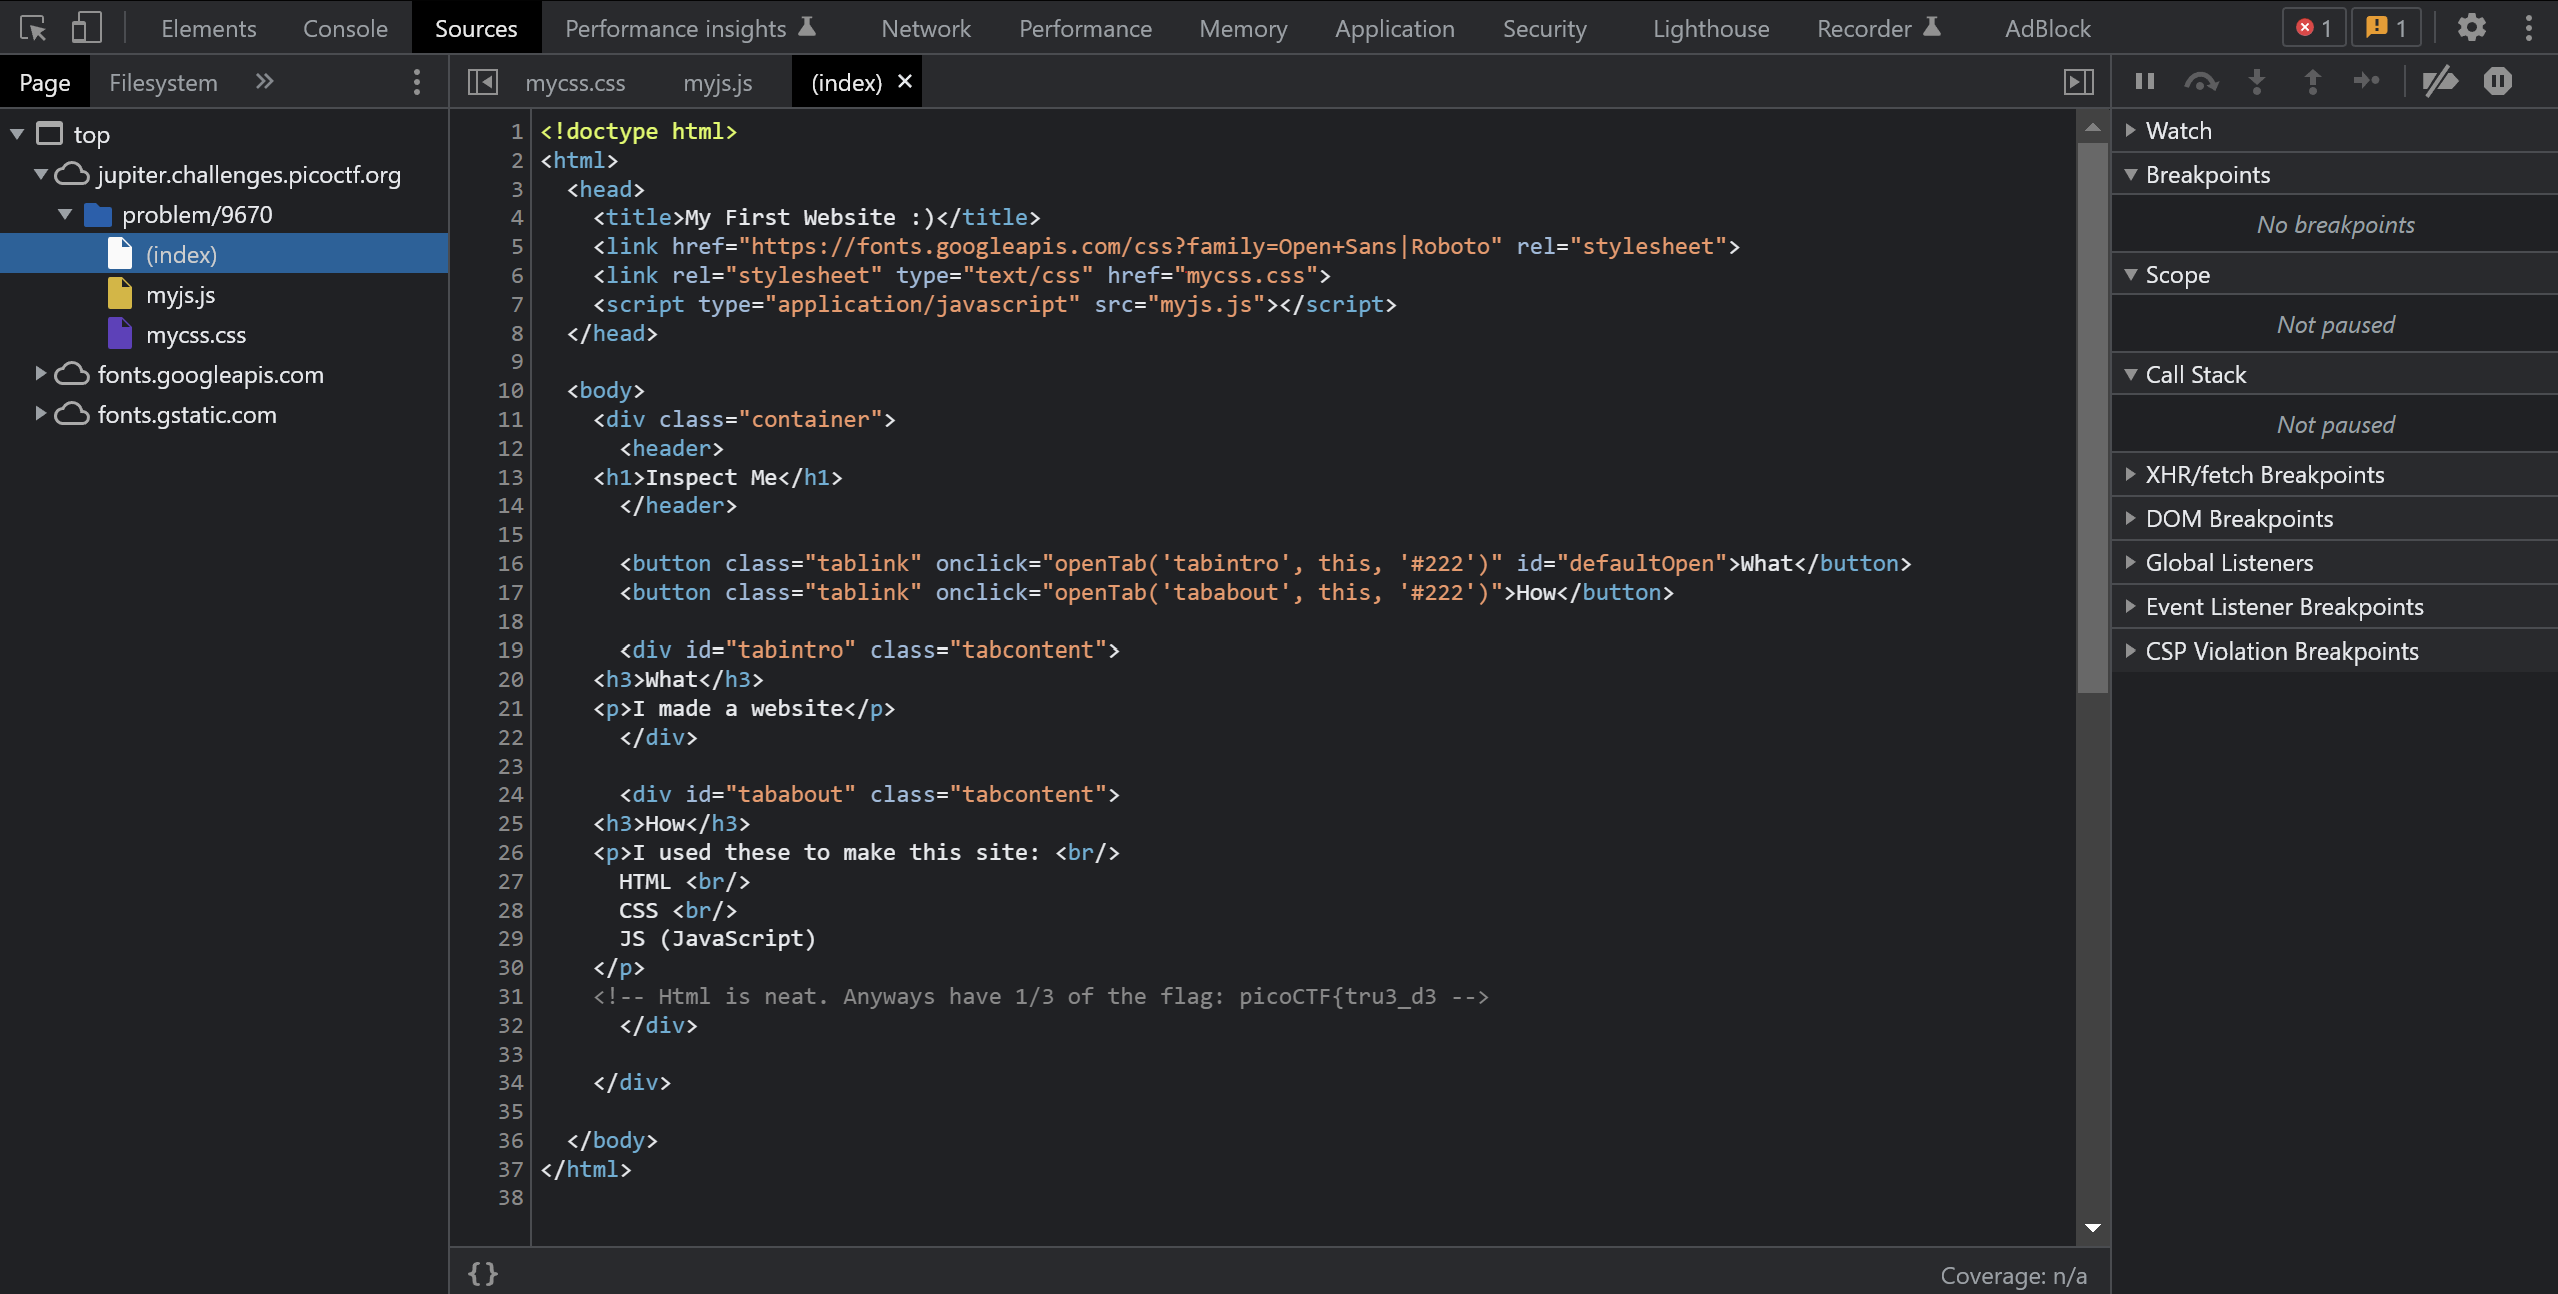 Elements Console Sources Performance insights Network Performance Memory Application Security Lighthouse Recorder AdBlock 1 1
Page Filesystem
top
jupiter.challenges.picoctf.org
problem/9670
(index)
myjs.js
mycss.css
fonts.googleapis.com
fonts.gstatic.com
mycss.css myjs.js (index)
1 <!doctype html>
2 <html>
3 <head>
4 <title>My First Website :)</title>
5 <link href="https://fonts.googleapis.com/css?family=Open+Sans|Roboto" rel="stylesheet">
6 <link rel="stylesheet" type="text/css" href="mycss.css">
7 <script type="application/javascript" src="myjs.js"></script>
8 </head>
9
10 <body>
11 <div class="container">
12 <header>
13 <h1>Inspect Me</h1>
14 </header>
15
16 <button class="tablink" onclick="openTab('tabintro', this, '#222')" id="defaultOpen">What</button>
17 <button class="tablink" onclick="openTab('tababout', this, '#222')">How</button>
18
19 <div id="tabintro" class="tabcontent">
20 <h3>What</h3>
21 <p>I made a website</p>
22 </div>
23
24 <div id="tababout" class="tabcontent">
25 <h3>How</h3>
26 <p>I used these to make this site: <br/>
27 HTML <br/>
28 CSS <br/>
29 JS (JavaScript)
30 </p>
31 <!-- Html is neat. Anyways have 1/3 of the flag: picoCTF{tru3_d3 -->
32 </div>
33
34 </div>
35
36 </body>
37 </html>
38
{} Coverage: n/a
Watch
Breakpoints
No breakpoints
Scope
Not paused
Call Stack
Not paused
XHR/fetch Breakpoints
DOM Breakpoints
Global Listeners
Event Listener Breakpoints
CSP Violation Breakpoints